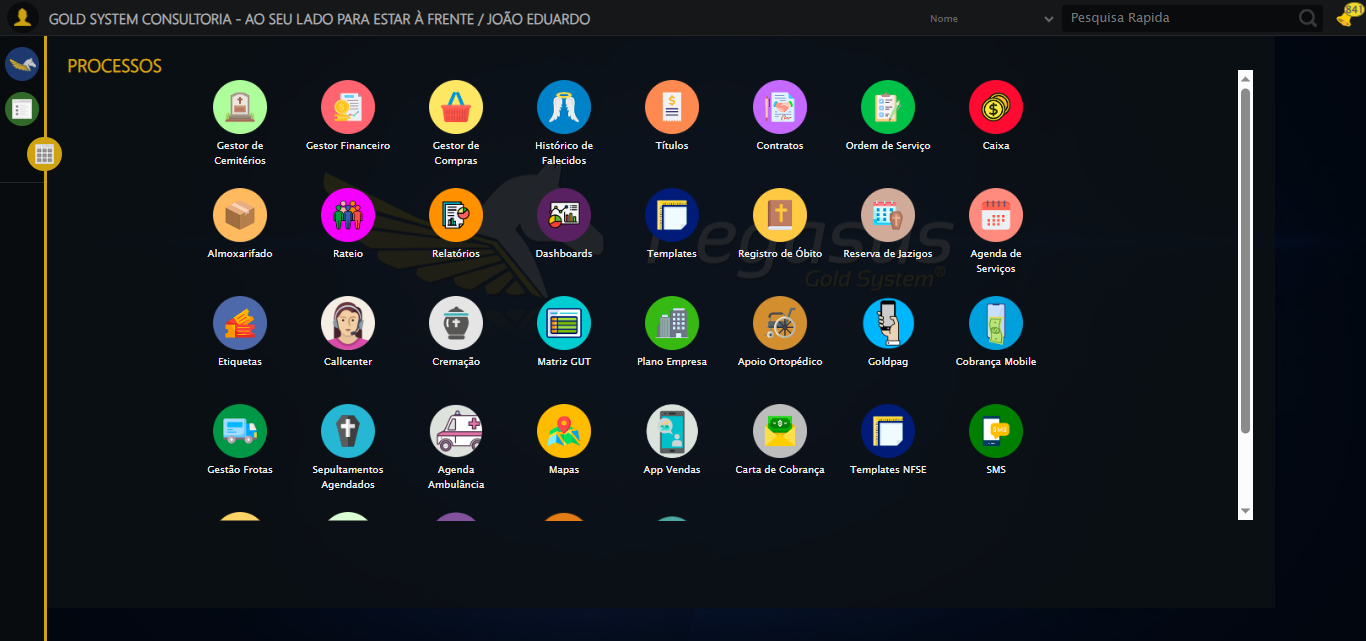 GOLD SYSTEM CONSULTORIA - AO SEU LADO PARA ESTAR À FRENTE / JOÃO EDUARDO
Nome
Pesquisa Rapida
841
PROCESSOS
Gestor de
Cemitérios
Gestor Financeiro
Gestor de
Compras
Histórico de
Falecidos
Títulos
Contratos
Ordem de Serviço
Caixa
Almoxarifado
Rateio
Relatórios
Dashboards
Templates
Registro de Óbito
Reserva de Jazigos
Agenda de
Serviços
Pegasus
Gold System®
Etiquetas
Callcenter
Cremação
Matriz GUT
Plano Empresa
Apoio Ortopédico
Goldpag
Cobrança Mobile
Gestão Frotas
Sepultamentos
Agendados
Agenda
Ambulância
Mapas
App Vendas
Carta de Cobrança
Templates NFSE
SMS
SMS